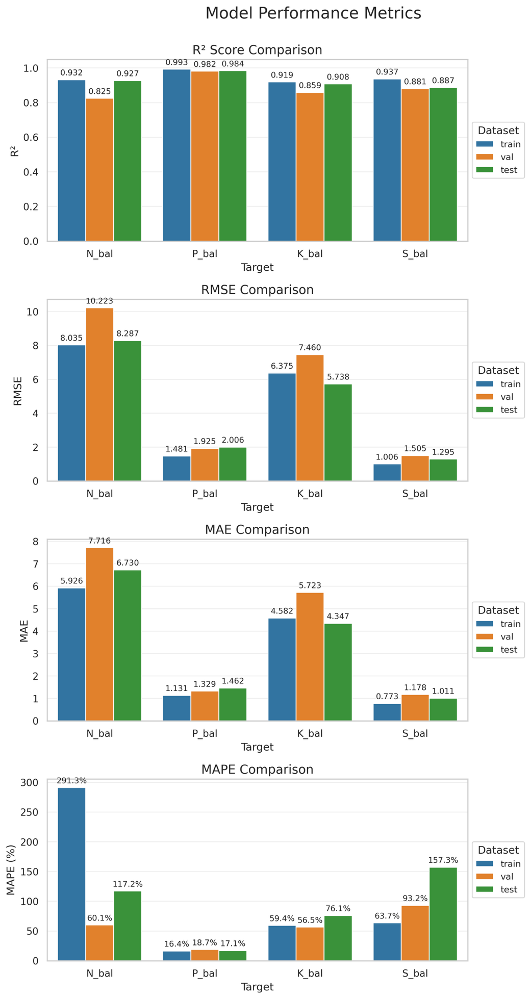 Model Performance Metrics
R² Score Comparison
1.0
0.8
0.6
0.4
0.2
0.0
R²
0.932
0.825
0.927
0.993
0.982
0.984
0.919
0.859
0.908
0.937
0.881
0.887
N_bal
P_bal
K_bal
S_bal
Target
Dataset
train
val
test
RMSE Comparison
10
8
6
4
2
0
RMSE
8.035
10.223
8.287
1.481
1.925
2.006
6.375
7.460
5.738
1.006
1.505
1.295
N_bal
P_bal
K_bal
S_bal
Target
Dataset
train
val
test
MAE Comparison
8
7
6
5
4
3
2
1
0
MAE
5.926
7.716
6.730
1.131
1.329
1.462
4.582
5.723
4.347
0.773
1.178
1.011
N_bal
P_bal
K_bal
S_bal
Target
Dataset
train
val
test
MAPE Comparison
300
250
200
150
100
50
0
MAPE (%)
291.3%
60.1%
117.2%
16.4%
18.7%
17.1%
59.4%
56.5%
76.1%
63.7%
93.2%
157.3%
N_bal
P_bal
K_bal
S_bal
Target
Dataset
train
val
test